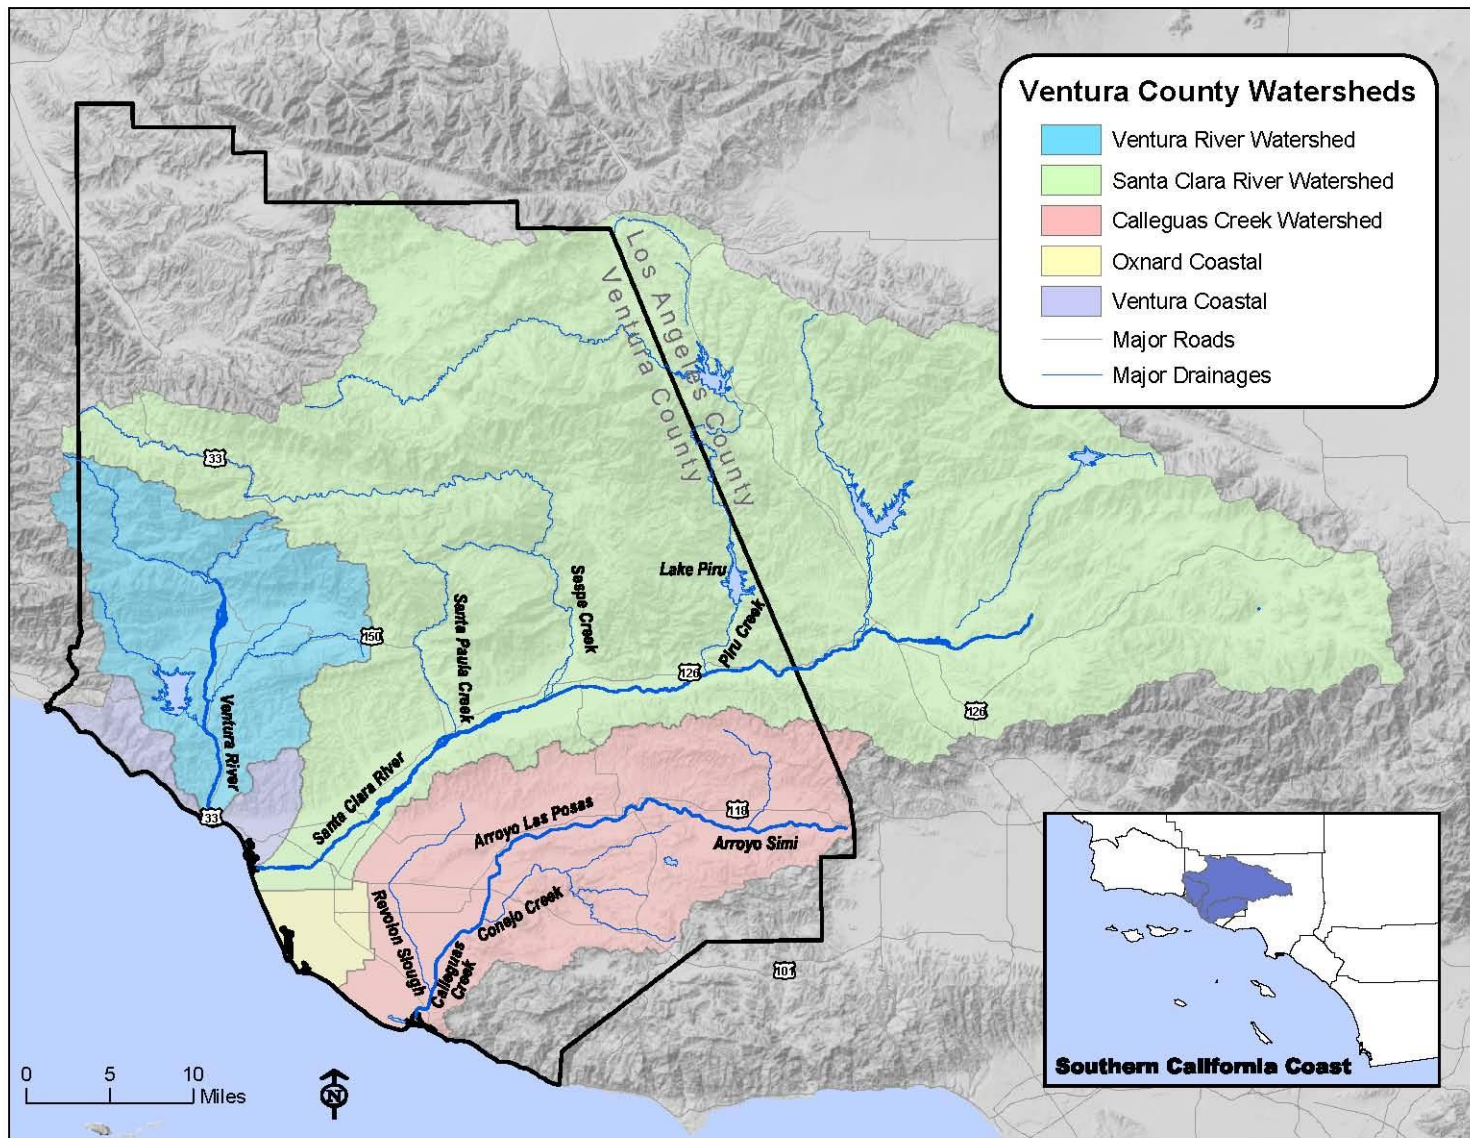 Ventura County Watersheds
Ventura River Watershed
Santa Clara River Watershed
Calleguas Creek Watershed
Oxnard Coastal
Ventura Coastal
Major Roads
Major Drainages
Los Angeles County
Ventura County
33
Lake Piru
Sespe Creek
Santa Paula Creek
150
Piru Creek
126
126
Ventura River
33
Santa Clara River
Arroyo Las Posas
118
Arroyo Simi
Revolon Slough
Conejo Creek
Calleguas
Creek
101
Southern California Coast
0 5 10
Miles
N